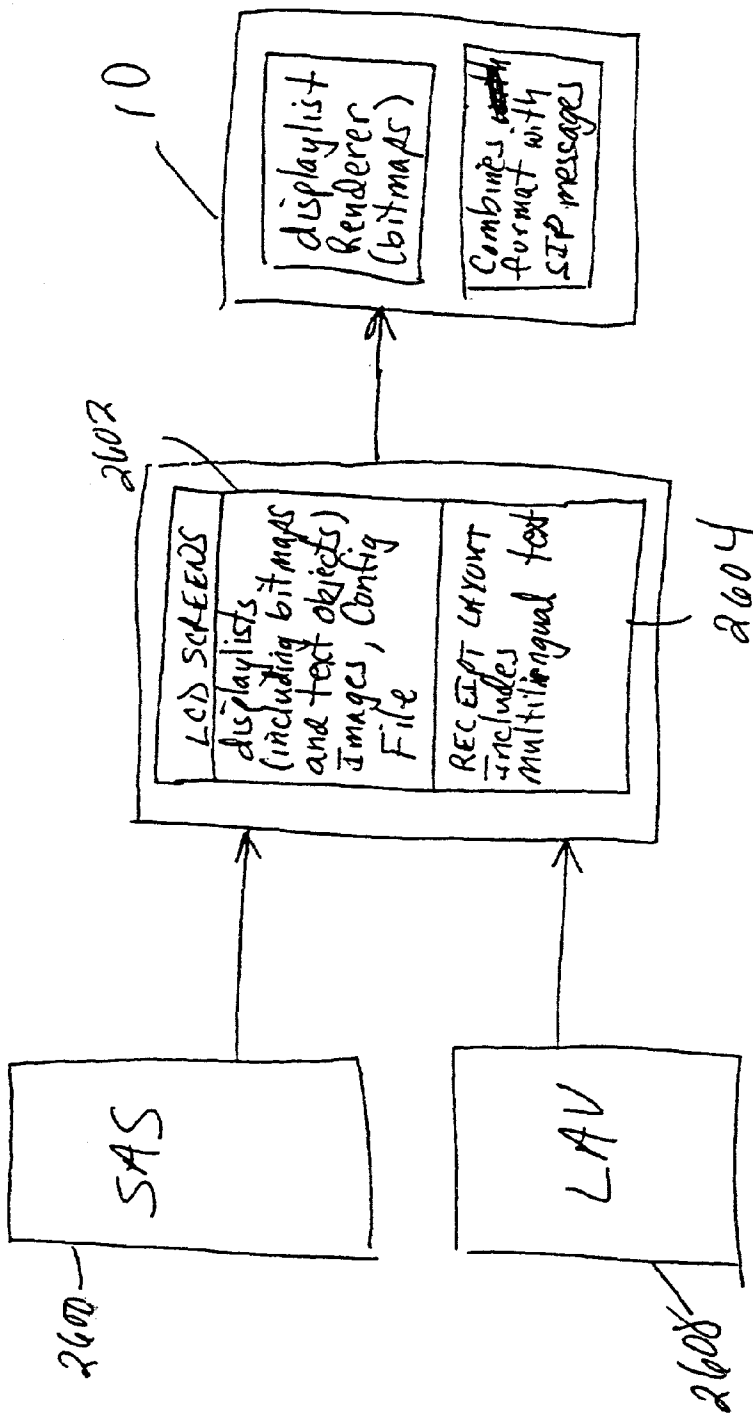 2600
SAS
2608
LAV
2602
LCD SCREENS
displaylists
(including bitmaps
and text objects)
Images, Config
File
RECEIPT LAYOUT
includes
multilingual text
2604
10
displaylist
Renderer
(bitmaps)
Combines
format with
SIP messages